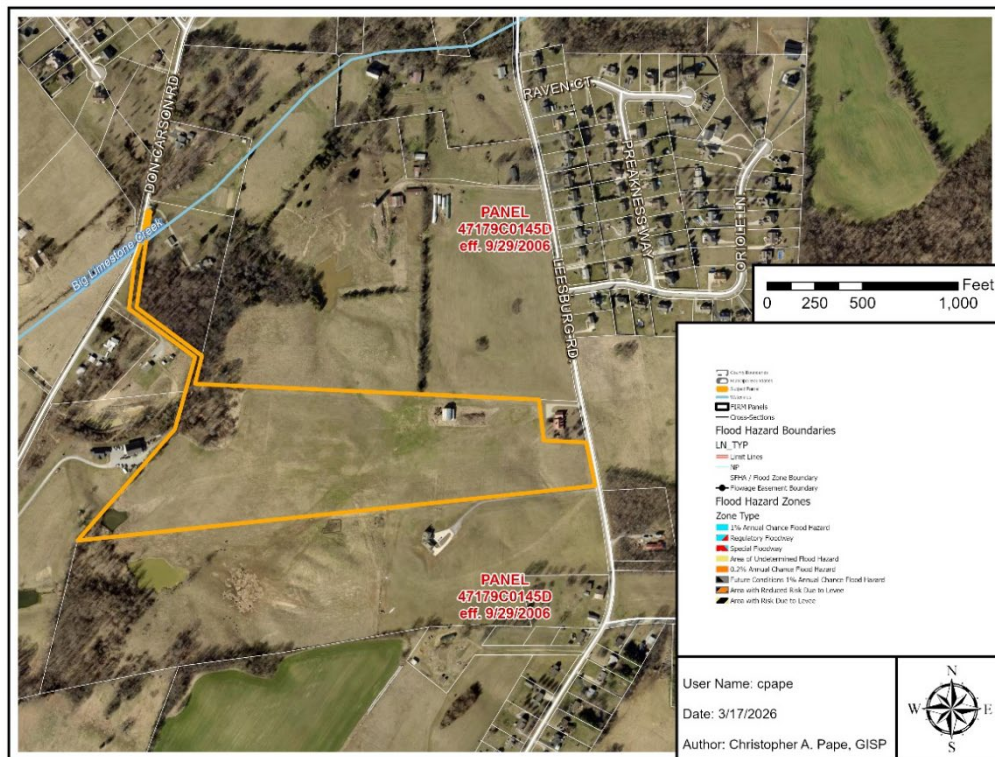 DON CARSON RD
Big Limestone creek
RAVEN CT.
PREAKNESS WAY
ORIOLE LN
LEESBURG RD.
PANEL
47179C0145D
eff. 9/29/2006
PANEL
47179C0145D
eff. 9/29/2006
Feet
0 250 500 1,000
FIRM Panels
Cross-Sections
Flood Hazard Boundaries
LN_TYP
Limit Lines
NP
SFHA / Flood Zone Boundary
Flowage Easement Boundary
Flood Hazard Zones
Zone Type
1% Annual Chance Flood Hazard
Regulatory Floodway
Special Floodway
Area of Undetermined Flood Hazard
0.2% Annual Chance Flood Hazard
Future Conditions 1% Annual Chance Flood Hazard
Area with Reduced Risk Due to Levee
Area with Risk Due to Levee
User Name: cpape
Date: 3/17/2026
Author: Christopher A. Pape, GISP
N
W E
S